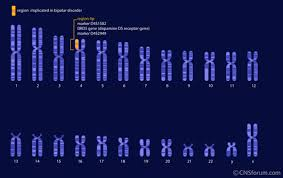 region implicated in bipolar disorder
region 4p
marker D4S1582
DRD5 gene (dopamine D5 receptor gene)
marker D4S2949
1 2 3 4 5 6 7 8 9 10 11 12
13 14 15 16 17 18 19 20 21 22 y x
© CNSforum.com